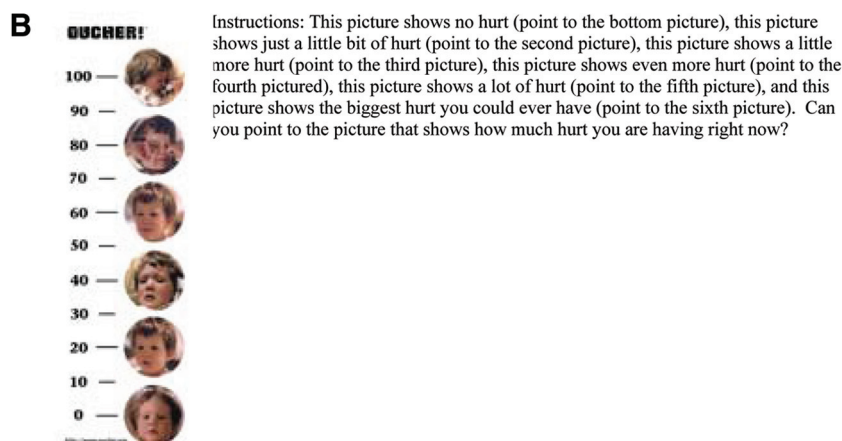 B
OUCHER!
100
90
80
70
60
50
40
30
20
10
0
Instructions: This picture shows no hurt (point to the bottom picture), this picture
shows just a little bit of hurt (point to the second picture), this picture shows a little
more hurt (point to the third picture), this picture shows even more hurt (point to the
fourth pictured), this picture shows a lot of hurt (point to the fifth picture), and this
picture shows the biggest hurt you could ever have (point to the sixth picture).  Can
you point to the picture that shows how much hurt you are having right now?